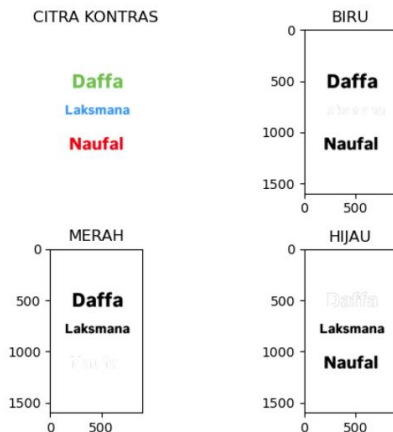 CITRA KONTRAS
Daffa
Laksmana
Naufal
BIRU
0
500
1000
1500
0 500
Daffa
Naufal
MERAH
0
500
1000
1500
0 500
Daffa
Laksmana
HIJAU
0
500
1000
1500
0 500
Daffa
Laksmana
Naufal